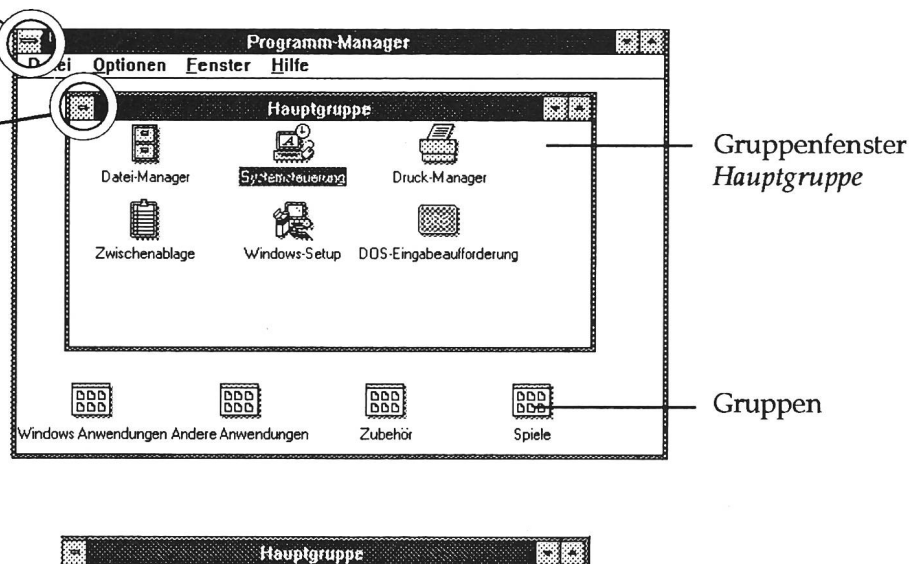 Programm-Manager
Optionen Fenster Hilfe
Hauptgruppe
Datei-Manager Systemsteuerung Druck-Manager
Zwischenablage Windows-Setup DOS-Eingabeaufforderung
Gruppenfenster
Hauptgruppe
Windows Anwendungen Andere Anwendungen Zubehör Spiele
Gruppen
Hauptgruppe